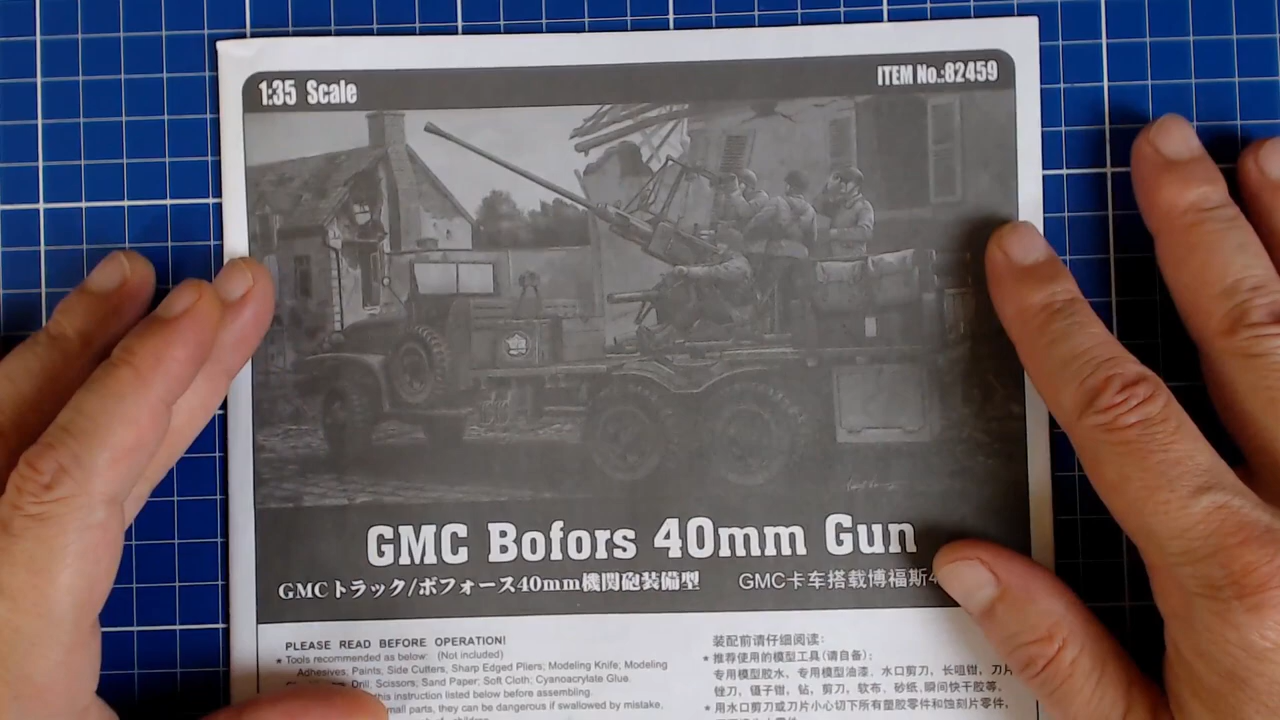 1:35 Scale
ITEM No.:82459
GMC Bofors 40mm Gun
GMCトラック/ボフォース40mm機関砲装備型
GMC卡车搭载博福斯4
PLEASE READ BEFORE OPERATION!
★ Tools recommended as below: (Not included)
Adhesives; Paints; Side Cutters, Sharp Edged Pliers; Modeling Knife; Modeling
Drill; Scissors; Sand Paper; Soft Cloth; Cyanoacrylate Glue.
this instruction listed below before assembling.
small parts, they can be dangerous if swallowed by mistake,
装配前请仔细阅读:
★ 推荐使用的模型工具(请自备):
专用模型胶水、专用模型油漆、水口剪刀，长咀钳，刀片
锉刀，镊子钳，钻，剪刀，软布，砂纸,瞬间快干胶等。
★ 用水口剪刀或刀片小心切下所有塑胶零件和蚀刻片零件，